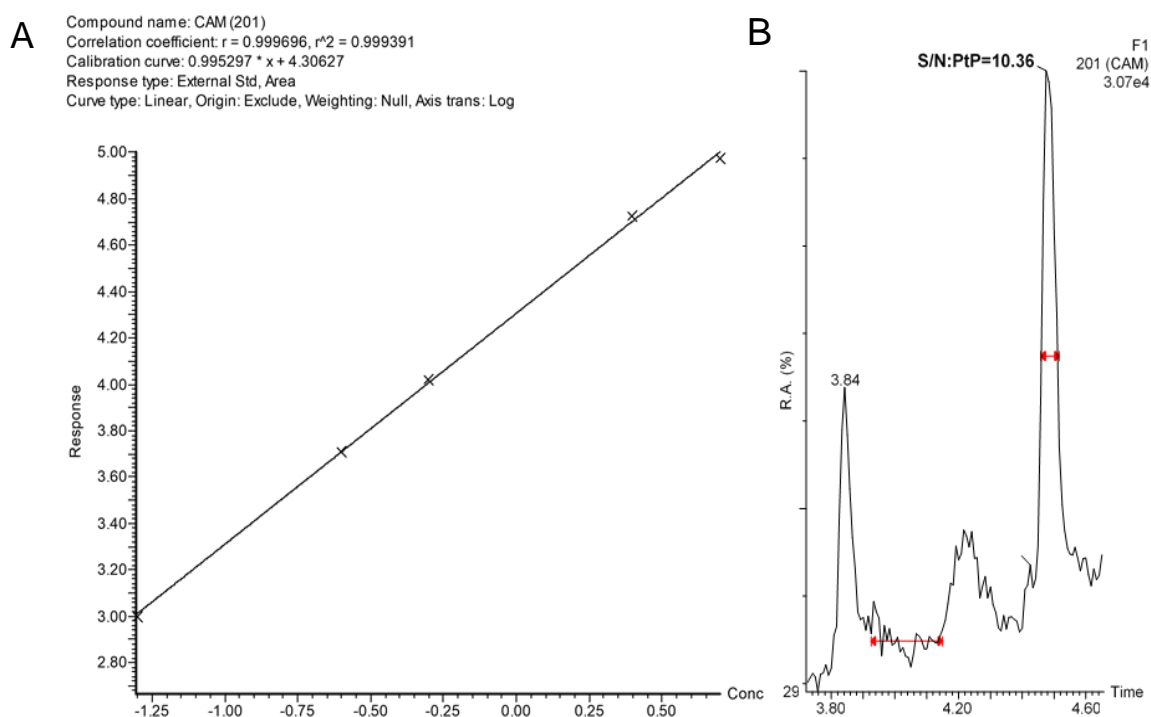 A
Compound name: CAM (201)
Correlation coefficient: r = 0.999696, r^2 = 0.999391
Calibration curve: 0.995297 * x + 4.30627
Response type: External Std, Area
Curve type: Linear, Origin: Exclude, Weighting: Null, Axis trans: Log
5.00
4.80
4.60
4.40
4.20
4.00
3.80
3.60
3.40
3.20
3.00
2.80
Response
-1.25 -1.00 -0.75 -0.50 -0.25 0.00 0.25 0.50
Conc
B
F1
201 (CAM)
3.07e4
S/N:PtP=10.36
3.84
R.A. (%)
29
3.80 4.20 4.60
Time